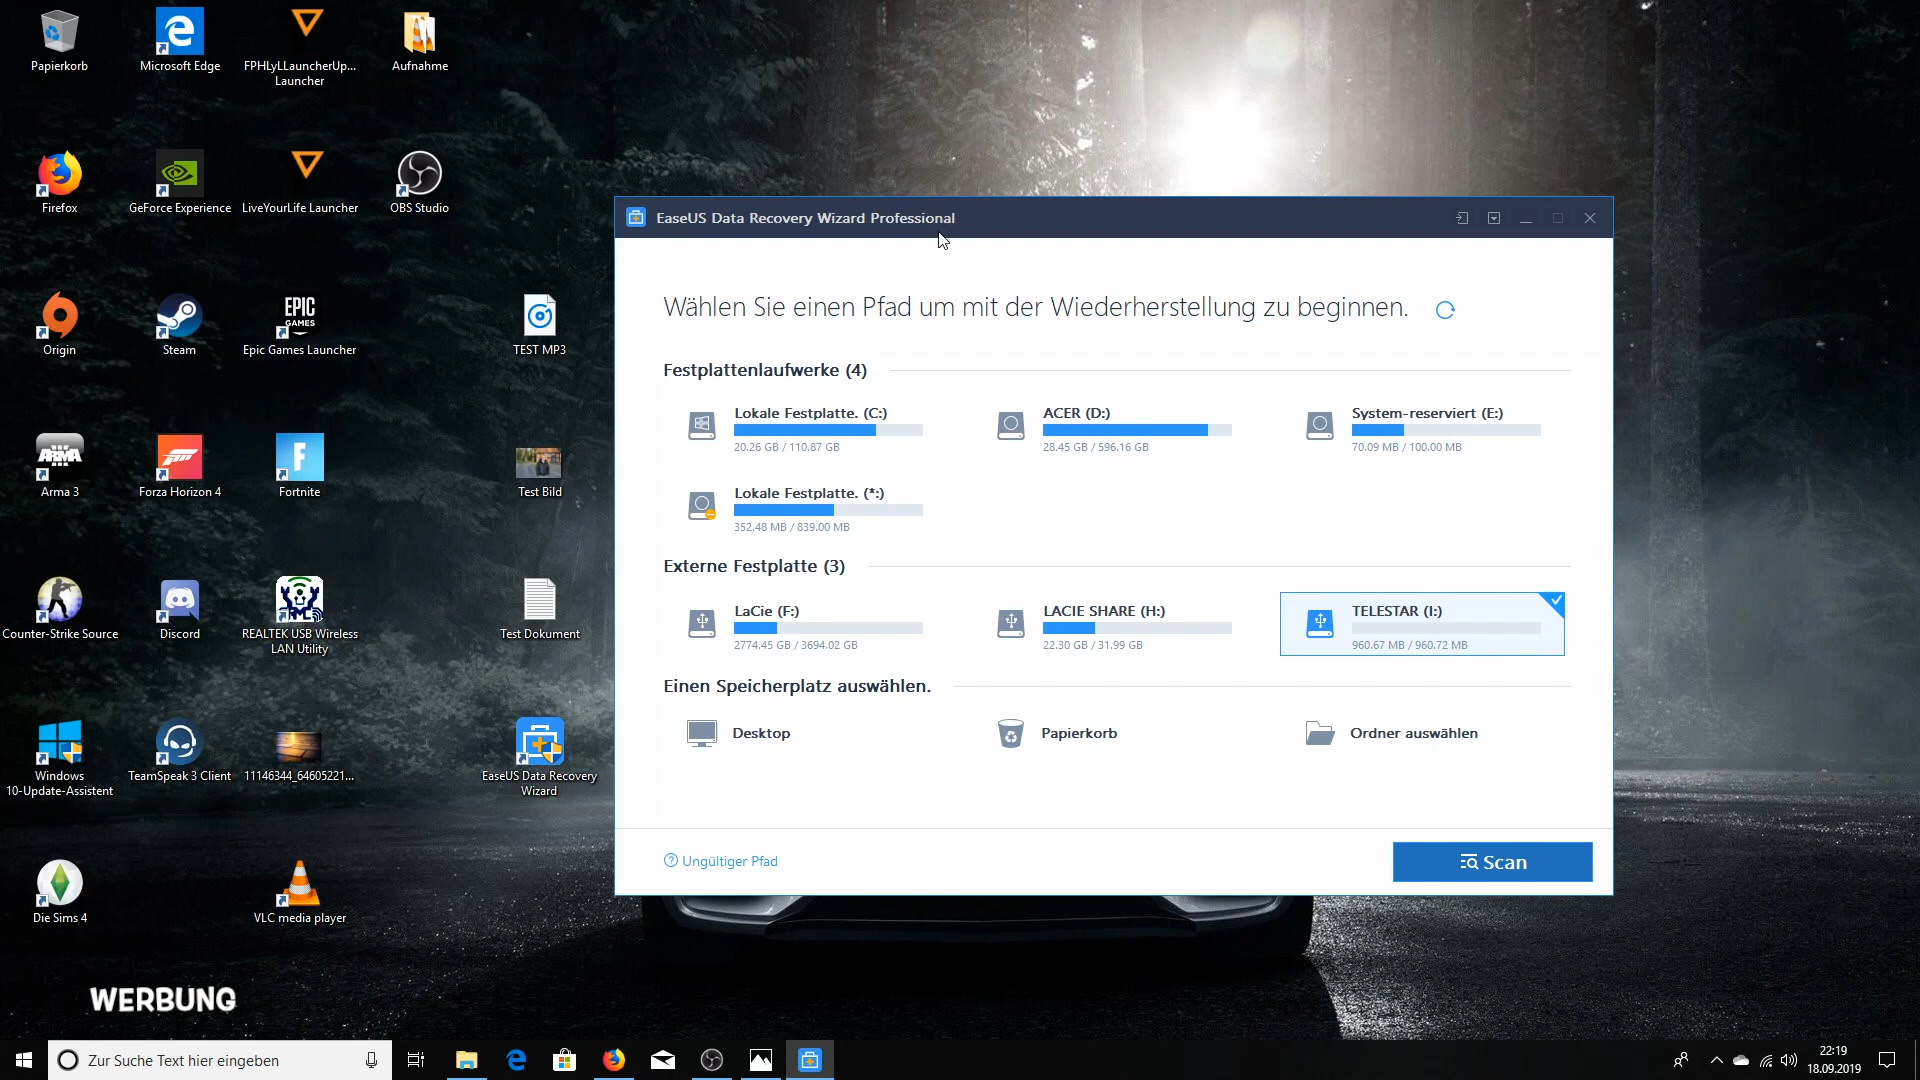 Papierkorb
Microsoft Edge
FPHLyLLauncherUp...
Launcher
Aufnahme
Firefox
GeForce Experience
LiveYourLife Launcher
OBS Studio
Origin
Steam
EPIC
GAMES
Epic Games Launcher
TEST MP3
ARMA
Arma 3
Forza Horizon 4
F
Fortnite
Test Bild
Counter-Strike Source
Discord
REALTEK USB Wireless
LAN Utility
Test Dokument
Windows
10-Update-Assistent
TeamSpeak 3 Client
11146344_64605221...
EaseUS Data Recovery
Wizard
Die Sims 4
VLC media player
WERBUNG
EaseUS Data Recovery Wizard Professional
Wählen Sie einen Pfad um mit der Wiederherstellung zu beginnen.
Festplattenlaufwerke (4)
Lokale Festplatte. (C:)
20.26 GB / 110.87 GB
ACER (D:)
28.45 GB / 596.16 GB
System-reserviert (E:)
70.09 MB / 100.00 MB
Lokale Festplatte. (*:)
352.48 MB / 839.00 MB
Externe Festplatte (3)
LaCie (F:)
2774.45 GB / 3694.02 GB
LACIE SHARE (H:)
22.30 GB / 31.99 GB
TELESTAR (I:)
960.67 MB / 960.72 MB
Einen Speicherplatz auswählen.
Desktop
Papierkorb
Ordner auswählen
Ungültiger Pfad
Scan
Zur Suche Text hier eingeben
22:19
18.09.2019